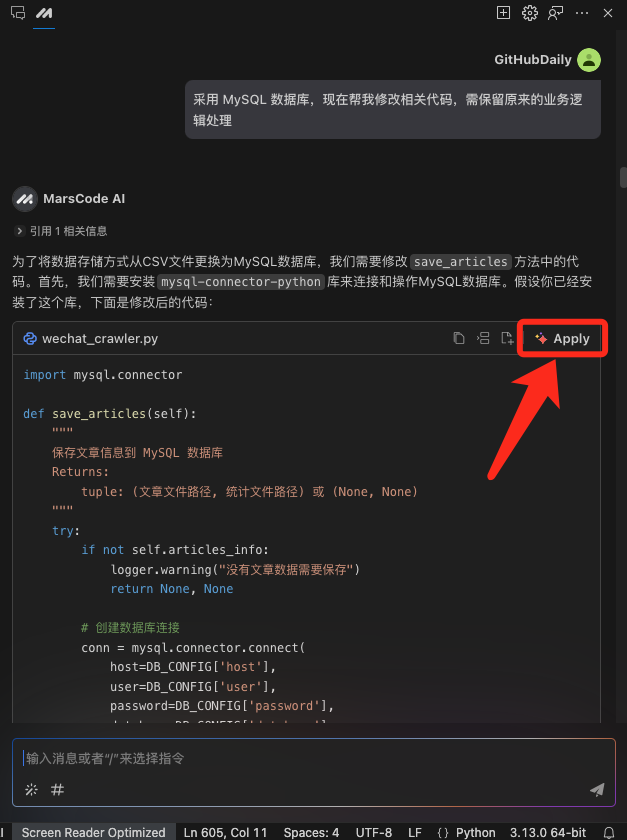 GitHubDaily
采用 MySQL 数据库，现在帮我修改相关代码，需保留原来的业务逻
辑处理
MarsCode AI
引用 1 相关信息
为了将数据存储方式从CSV文件更换为MySQL数据库，我们需要修改 save_articles 方法中的代
码。首先，我们需要安装 mysql-connector-python 库来连接和操作MySQL数据库。假设你已经安
装了这个库，下面是修改后的代码：
wechat_crawler.py
Apply
import mysql.connector
def save_articles(self):
"""
保存文章信息到 MySQL 数据库
Returns:
tuple: (文章文件路径, 统计文件路径) 或 (None, None)
"""
try:
if not self.articles_info:
logger.warning("没有文章数据需要保存")
return None, None
# 创建数据库连接
conn = mysql.connector.connect(
host=DB_CONFIG['host'],
user=DB_CONFIG['user'],
password=DB_CONFIG['password'],
输入消息或者“/”来选择指令
Screen Reader Optimized
Ln 605, Col 11
Spaces: 4
UTF-8
LF
{ } Python
3.13.0 64-bit